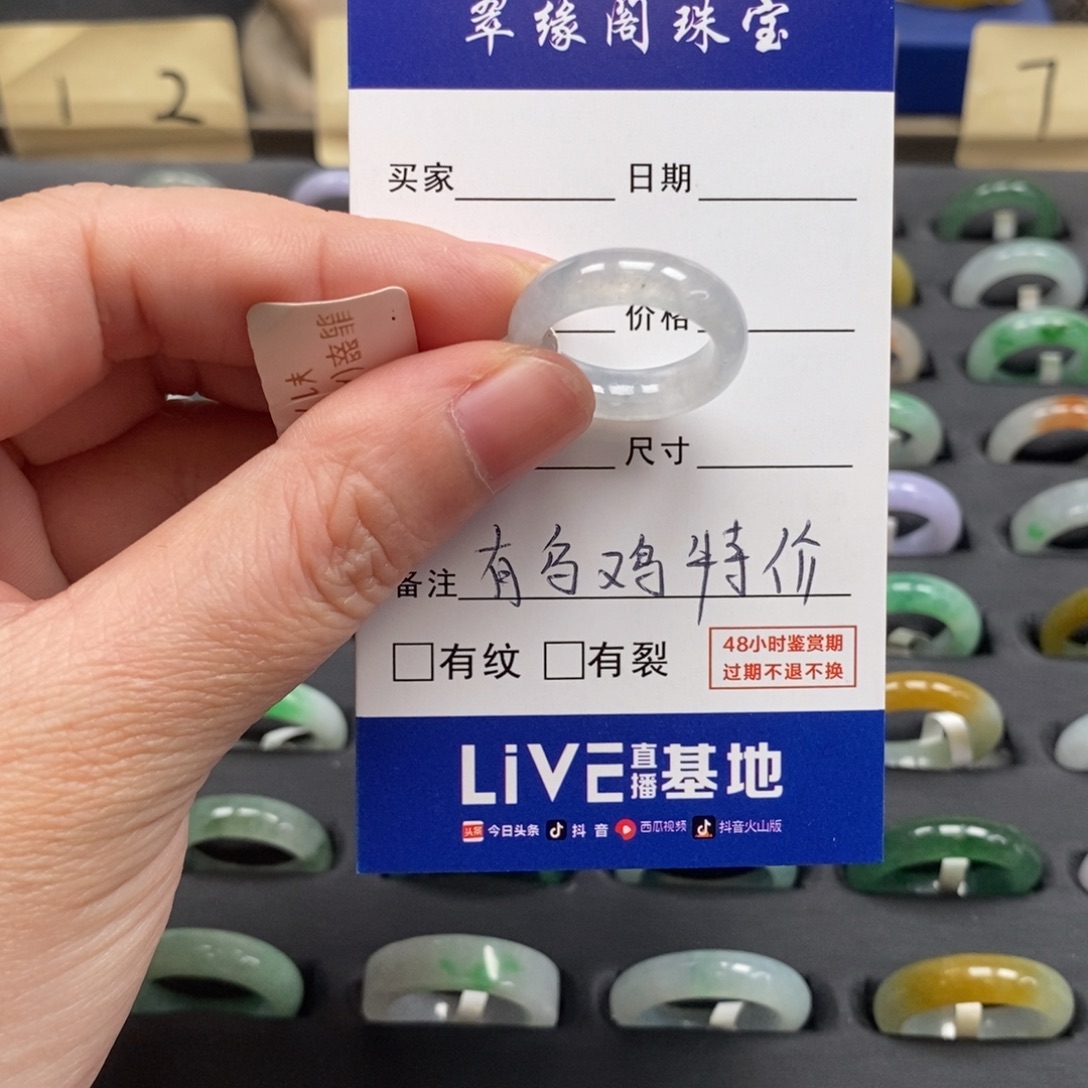 1 2
7
翠缘阁珠宝
买家 日期
价格
尺寸
备注 有乌鸡特价
□有纹 □有裂
48小时鉴赏期
过期不退不换
LiVE直播基地
头条 今日头条 抖音 西瓜视频 抖音火山版